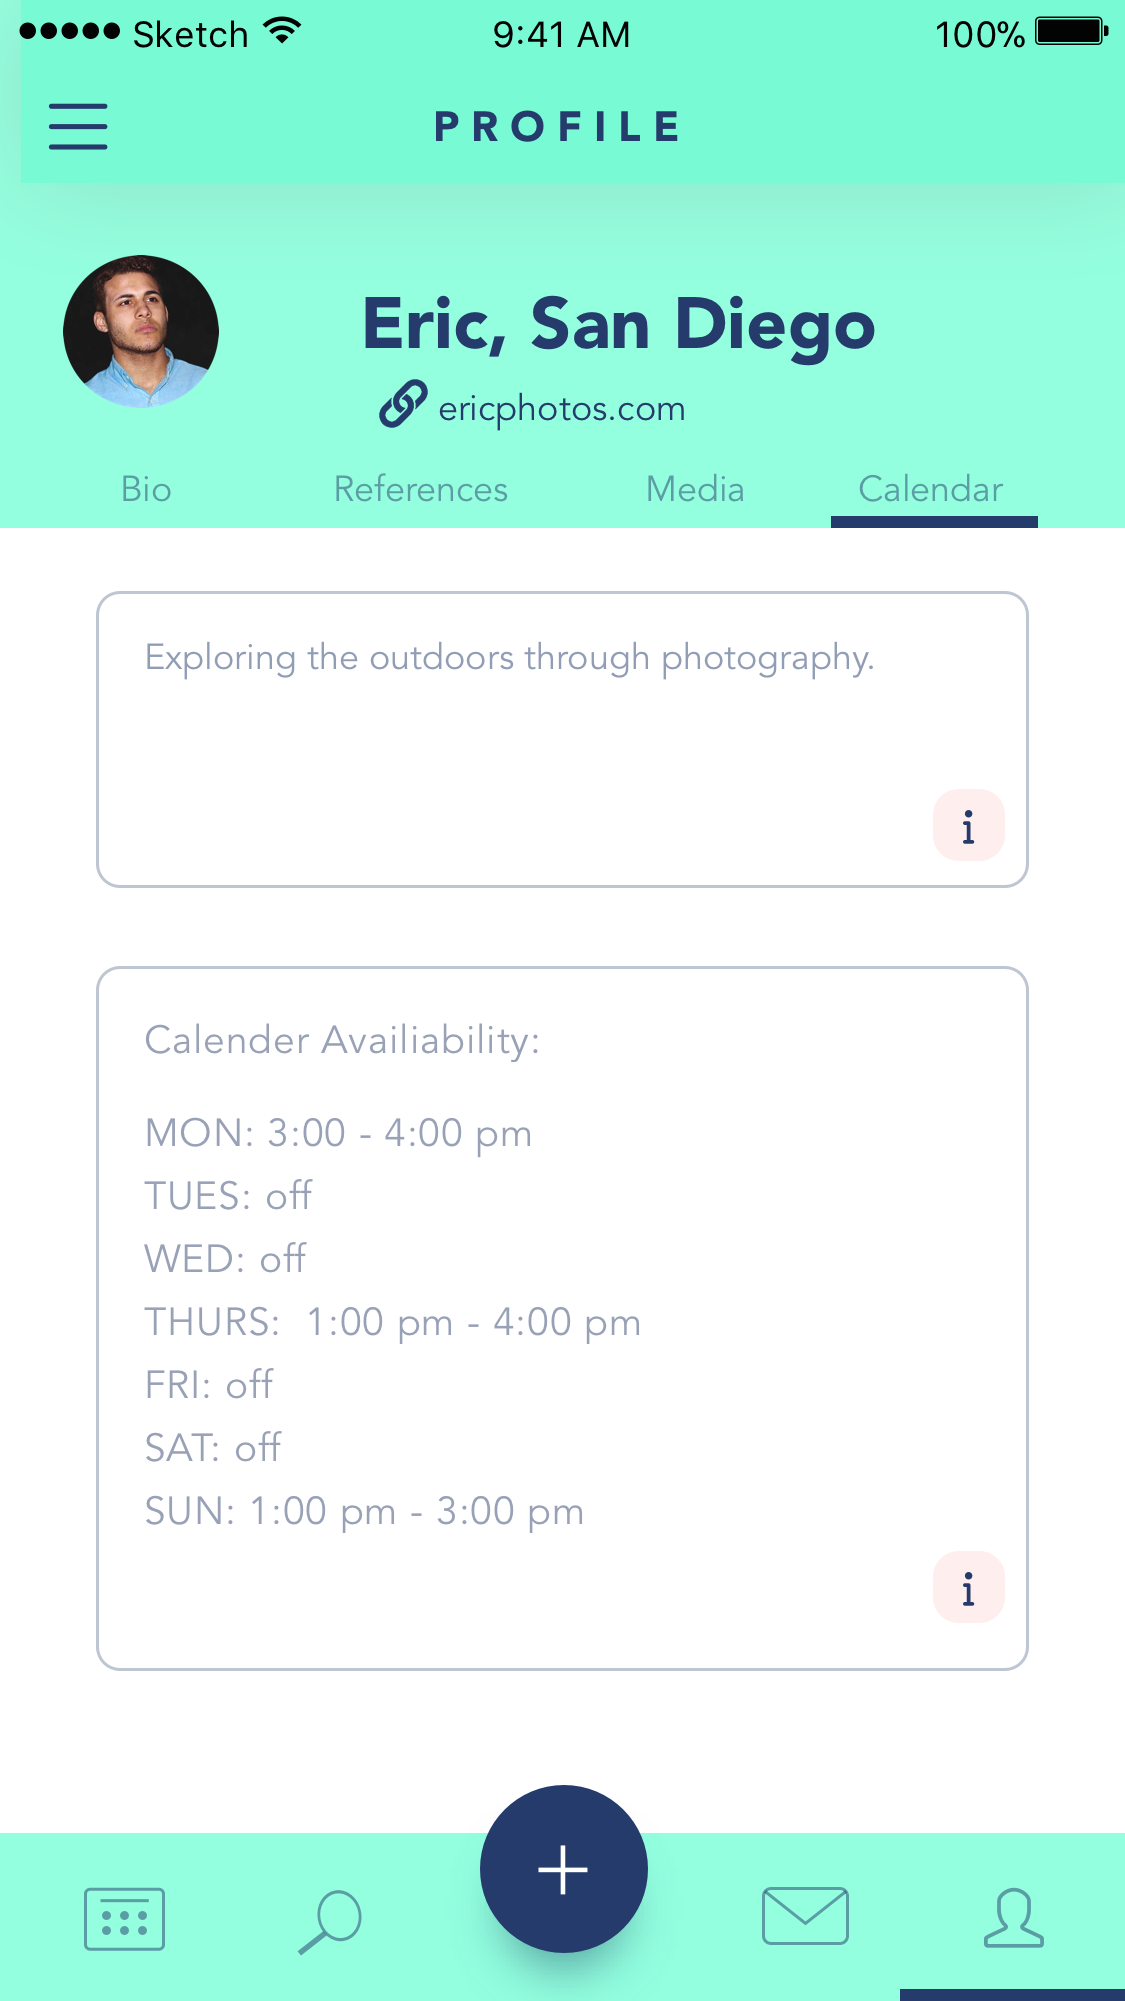 Sketch 9:41 AM 100%
PROFILE
Eric, San Diego
ericphotos.com
Bio References Media Calendar
Exploring the outdoors through photography.
i
Calender Availiability:
MON: 3:00 - 4:00 pm
TUES: off
WED: off
THURS:  1:00 pm - 4:00 pm
FRI: off
SAT: off
SUN: 1:00 pm - 3:00 pm
i